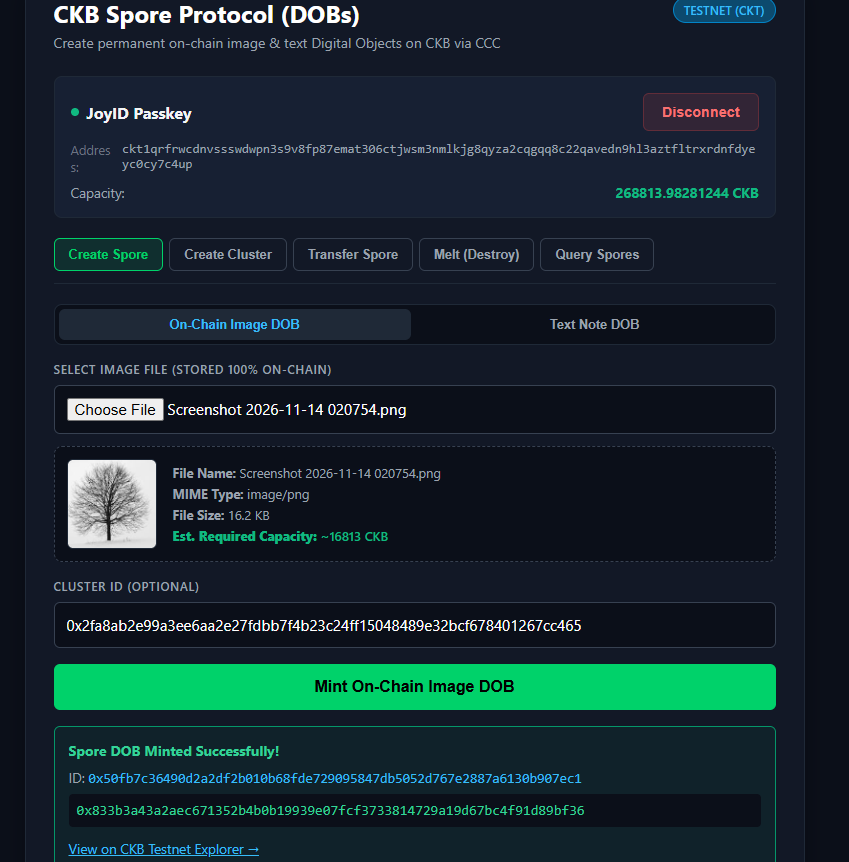 CKB Spore Protocol (DOBs)
TESTNET (CKT)
Create permanent on-chain image & text Digital Objects on CKB via CCC
JoyID Passkey
Disconnect
Addres
s:
ckt1qrfrwcdnvssswdwpn3s9v8fp87emat306ctjwsm3nmlkjg8qyza2cqgqq8c22qavedn9hl3aztfltrxrdnfdye
yc0cy7c4up
Capacity:
268813.98281244 CKB
Create Spore
Create Cluster
Transfer Spore
Melt (Destroy)
Query Spores
On-Chain Image DOB
Text Note DOB
SELECT IMAGE FILE (STORED 100% ON-CHAIN)
Choose File Screenshot 2026-11-14 020754.png
File Name: Screenshot 2026-11-14 020754.png
MIME Type: image/png
File Size: 16.2 KB
Est. Required Capacity: ~16813 CKB
CLUSTER ID (OPTIONAL)
0x2fa8ab2e99a3ee6aa2e27fdbb7f4b23c24ff15048489e32bcf678401267cc465
Mint On-Chain Image DOB
Spore DOB Minted Successfully!
ID: 0x50fb7c36490d2a2df2b010b68fde729095847db5052d767e2887a6130b907ec1
0x833b3a43a2aec671352b4b0b19939e07fcf3733814729a19d67bc4f91d89bf36
View on CKB Testnet Explorer →